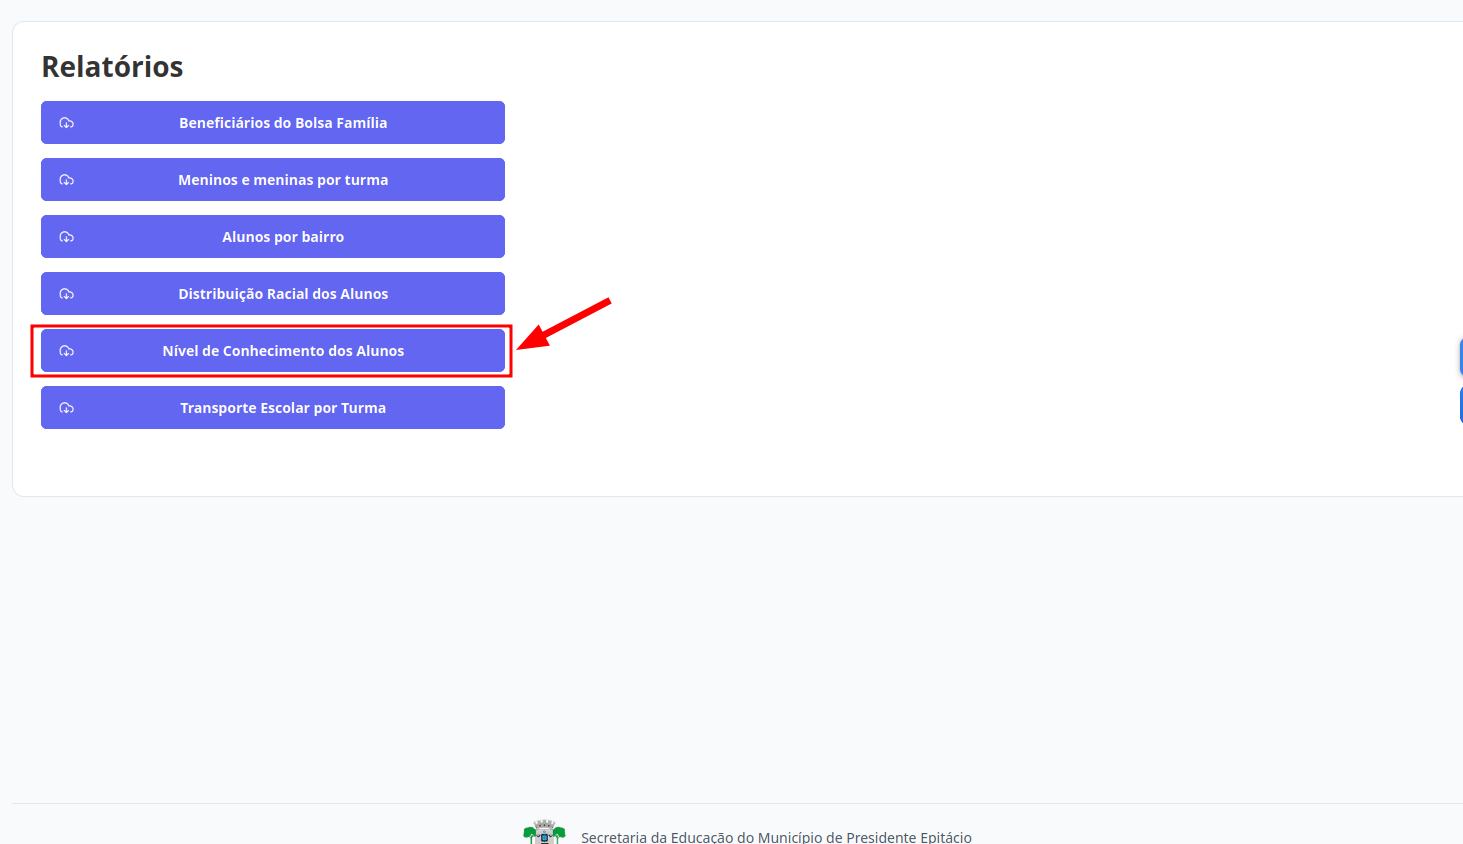 Relatórios
Beneficiários do Bolsa Família
Meninos e meninas por turma
Alunos por bairro
Distribuição Racial dos Alunos
Nível de Conhecimento dos Alunos
Transporte Escolar por Turma
Secretaria da Educação do Município de Presidente Epitácio